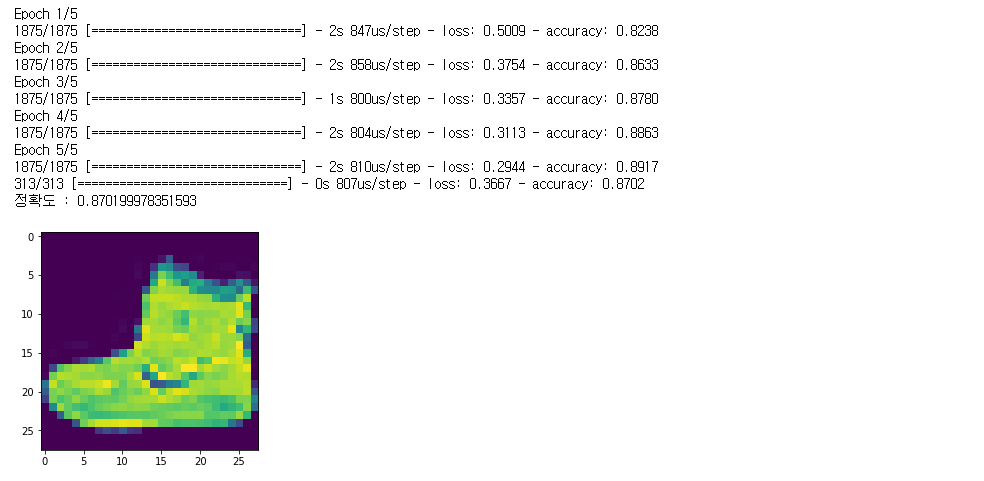 Epoch 1/5
1875/1875 [==============================] - 2s 847us/step - loss: 0.5009 - accuracy: 0.8238
Epoch 2/5
1875/1875 [==============================] - 2s 858us/step - loss: 0.3754 - accuracy: 0.8633
Epoch 3/5
1875/1875 [==============================] - 1s 800us/step - loss: 0.3357 - accuracy: 0.8780
Epoch 4/5
1875/1875 [==============================] - 2s 804us/step - loss: 0.3113 - accuracy: 0.8863
Epoch 5/5
1875/1875 [==============================] - 2s 810us/step - loss: 0.2944 - accuracy: 0.8917
313/313 [==============================] - 0s 807us/step - loss: 0.3667 - accuracy: 0.8702
정확도 : 0.870199978351593
0
5
10
15
20
25
0 5 10 15 20 25